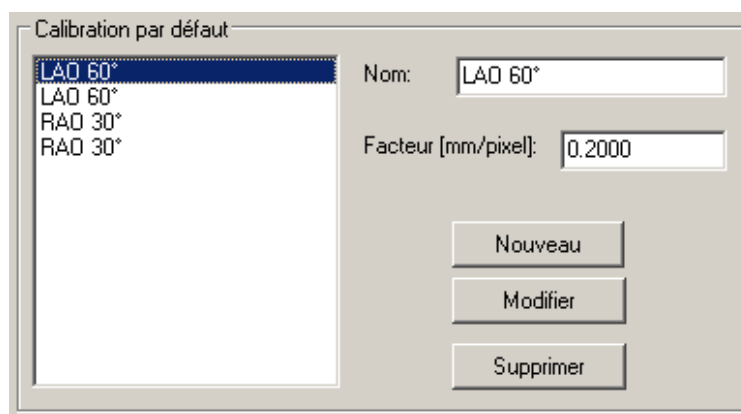 Calibration par défaut
LAO 60°
LAO 60°
RAO 30°
RAO 30°
Nom:
LAO 60°
Facteur [mm/pixel]:
0.2000
Nouveau
Modifier
Supprimer